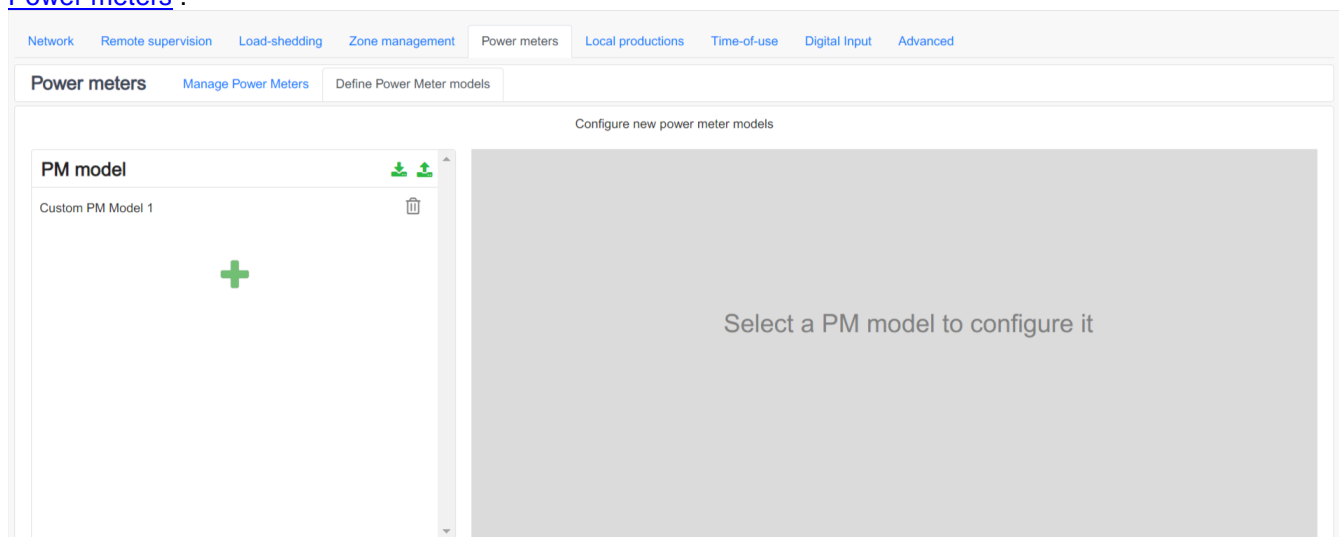 Power meters .
Network Remote supervision Load-shedding Zone management Power meters Local productions Time-of-use Digital Input Advanced
Power meters Manage Power Meters Define Power Meter models
Configure new power meter models
PM model
Custom PM Model 1
Select a PM model to configure it